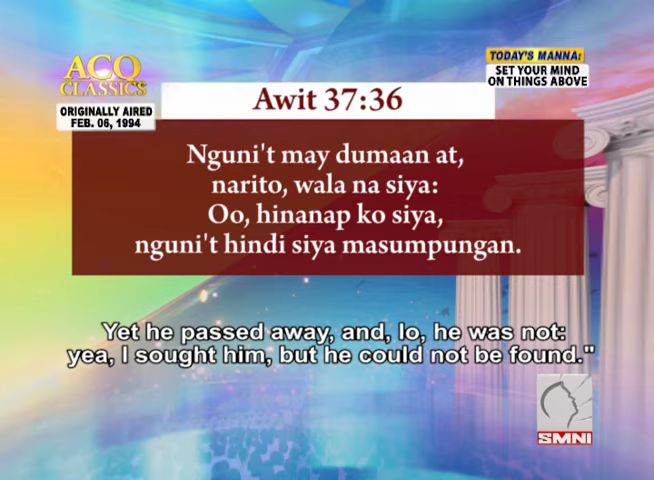 ACQ
CLASSICS
ORIGINALLY AIRED
FEB. 06, 1994
TODAY'S MANNA:
SET YOUR MIND
ON THINGS ABOVE
Awit 37:36
Nguni't may dumaan at,
narito, wala na siya:
Oo, hinanap ko siya,
nguni't hindi siya masumpungan.
Yet he passed away, and, lo, he was not:
yea, I sought him, but he could not be found."
SMNI